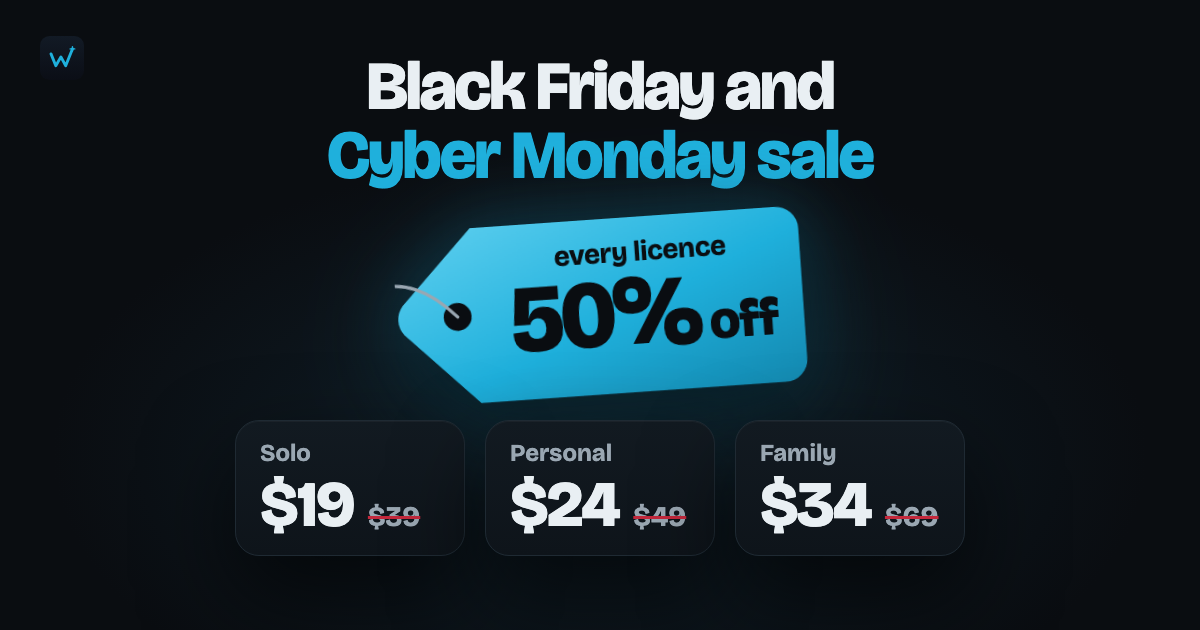 W
Black Friday and
Cyber Monday sale
every licence
50% off
Solo
$19 $39
Personal
$24 $49
Family
$34 $69